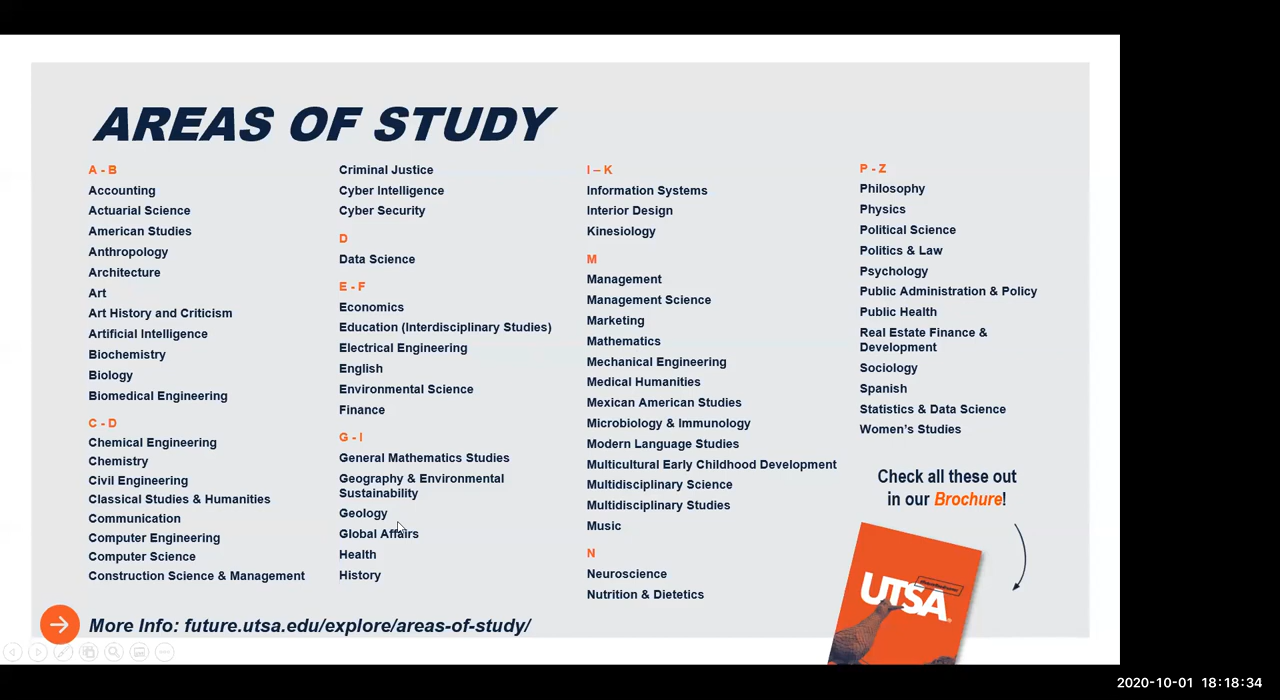 AREAS OF STUDY
A - B
Accounting
Actuarial Science
American Studies
Anthropology
Architecture
Art
Art History and Criticism
Artificial Intelligence
Biochemistry
Biology
Biomedical Engineering
C - D
Chemical Engineering
Chemistry
Civil Engineering
Classical Studies & Humanities
Communication
Computer Engineering
Computer Science
Construction Science & Management
Criminal Justice
Cyber Intelligence
Cyber Security
D
Data Science
E - F
Economics
Education (Interdisciplinary Studies)
Electrical Engineering
English
Environmental Science
Finance
G - I
General Mathematics Studies
Geography & Environmental
Sustainability
Geology
Global Affairs
Health
History
I – K
Information Systems
Interior Design
Kinesiology
M
Management
Management Science
Marketing
Mathematics
Mechanical Engineering
Medical Humanities
Mexican American Studies
Microbiology & Immunology
Modern Language Studies
Multicultural Early Childhood Development
Multidisciplinary Science
Multidisciplinary Studies
Music
N
Neuroscience
Nutrition & Dietetics
P - Z
Philosophy
Physics
Political Science
Politics & Law
Psychology
Public Administration & Policy
Public Health
Real Estate Finance &
Development
Sociology
Spanish
Statistics & Data Science
Women’s Studies
Check all these out
in our Brochure!
UTSA
More Info: future.utsa.edu/explore/areas-of-study/
2020-10-01 18:18:34